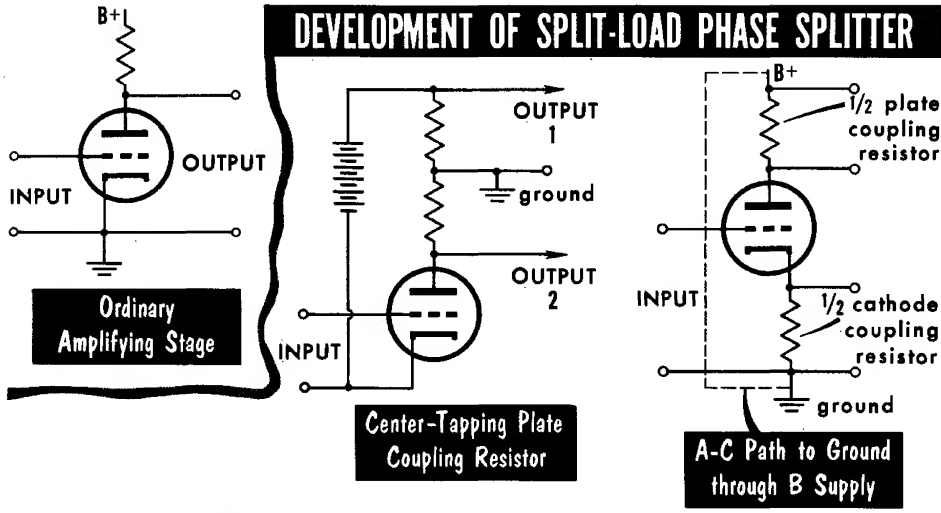 DEVELOPMENT OF SPLIT-LOAD PHASE SPLITTER
B+
OUTPUT
INPUT
Ordinary
Amplifying Stage
OUTPUT
1
ground
OUTPUT
2
INPUT
Center-Tapping Plate
Coupling Resistor
B+
1/2 plate
coupling
resistor
INPUT
1/2 cathode
coupling
resistor
ground
A-C Path to Ground
through B Supply